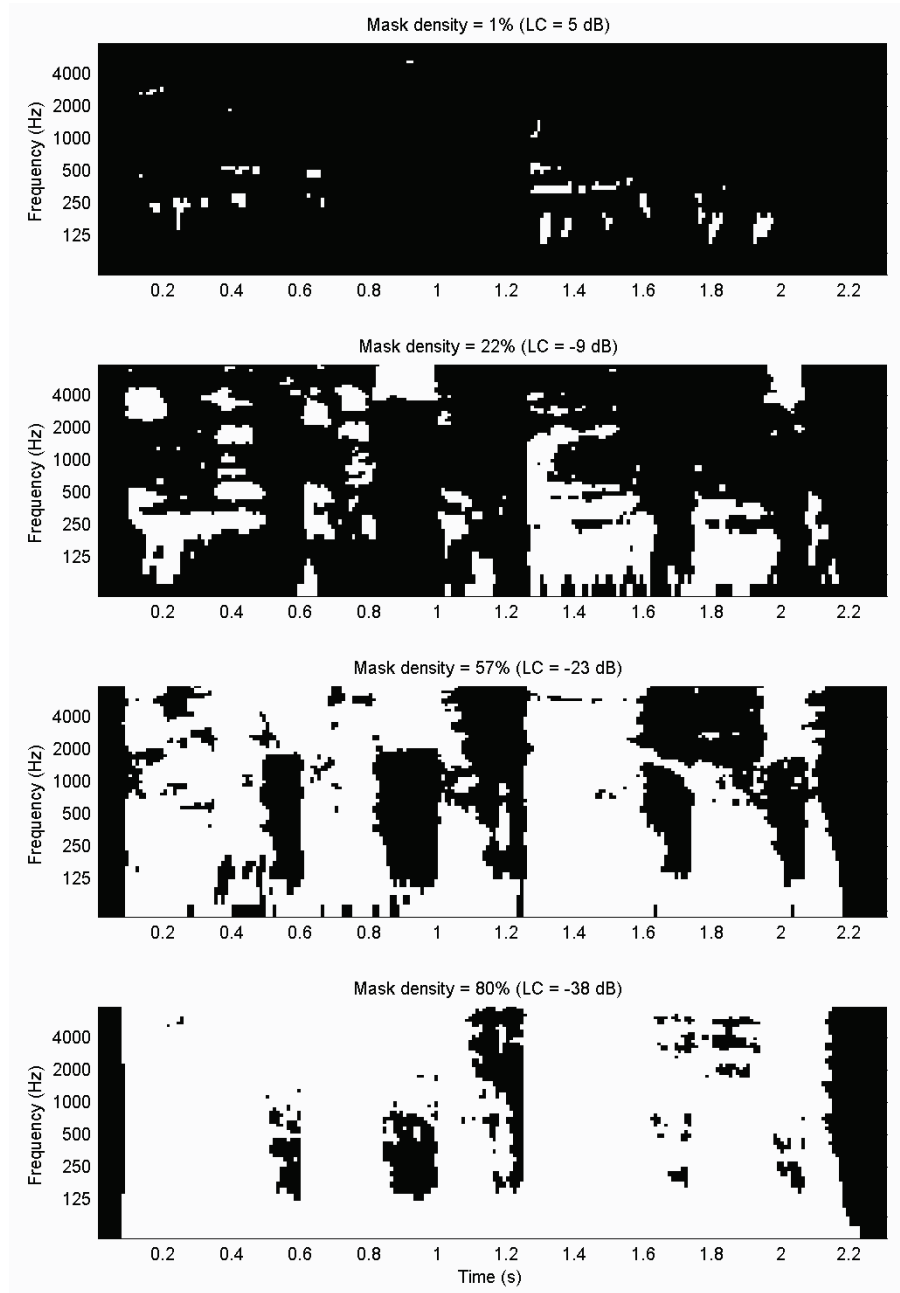 Mask density = 1% (LC = 5 dB)
4000
2000
1000
500
250
125
Frequency (Hz)
0.2 0.4 0.6 0.8 1 1.2 1.4 1.6 1.8 2 2.2
Mask density = 22% (LC = -9 dB)
4000
2000
1000
500
250
125
Frequency (Hz)
0.2 0.4 0.6 0.8 1 1.2 1.4 1.6 1.8 2 2.2
Mask density = 57% (LC = -23 dB)
4000
2000
1000
500
250
125
Frequency (Hz)
0.2 0.4 0.6 0.8 1 1.2 1.4 1.6 1.8 2 2.2
Mask density = 80% (LC = -38 dB)
4000
2000
1000
500
250
125
Frequency (Hz)
0.2 0.4 0.6 0.8 1 1.2 1.4 1.6 1.8 2 2.2
Time (s)